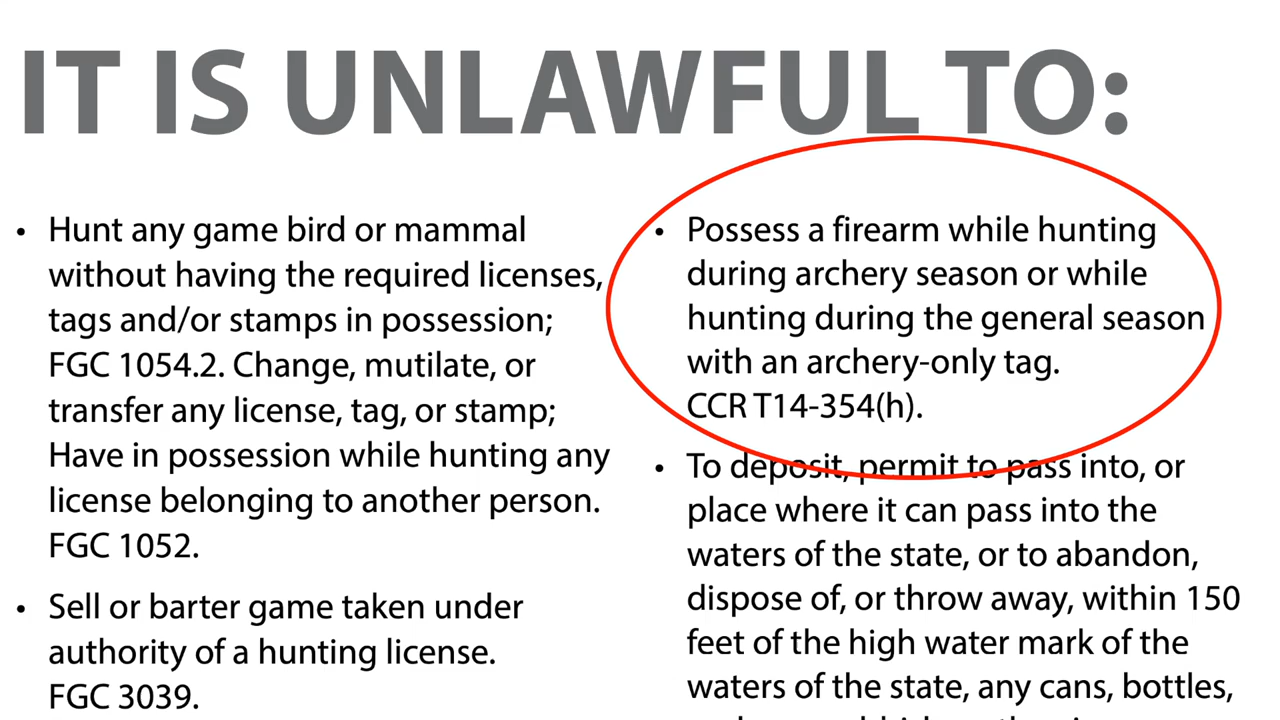 IT IS UNLAWFUL TO:
• Hunt any game bird or mammal
without having the required licenses,
tags and/or stamps in possession;
FGC 1054.2. Change, mutilate, or
transfer any license, tag, or stamp;
Have in possession while hunting any
license belonging to another person.
FGC 1052.
• Sell or barter game taken under
authority of a hunting license.
FGC 3039.
• Possess a firearm while hunting
during archery season or while
hunting during the general season
with an archery-only tag.
CCR T14-354(h).
• To deposit, permit to pass into, or
place where it can pass into the
waters of the state, or to abandon,
dispose of, or throw away, within 150
feet of the high water mark of the
waters of the state, any cans, bottles,